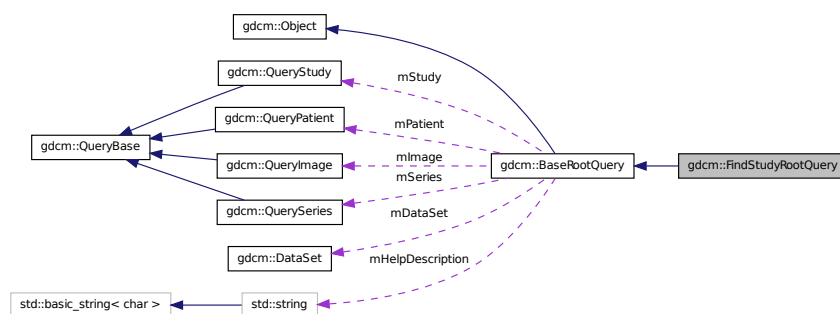 gdcm::Object
gdcm::QueryStudy
mStudy
gdcm::QueryPatient
mPatient
gdcm::QueryBase
gdcm::QueryImage
mImage
gdcm::BaseRootQuery
gdcm::FindStudyRootQuery
mSeries
gdcm::QuerySeries
mDataSet
gdcm::DataSet
mHelpDescription
std::basic_string< char >
std::string